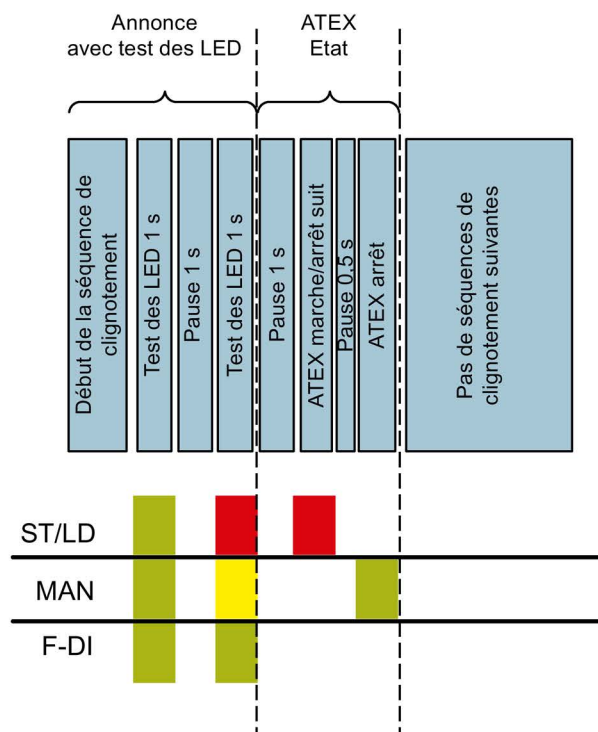 Annonce
avec test des LED
ATEX
Etat
Début de la séquence de
clignotement
Test des LED 1 s
Pause 1 s
Test des LED 1 s
Pause 1 s
ATEX marche/arrêt suit
Pause 0,5 s
ATEX arrêt
Pas de séquences de
clignotement suivantes
ST/LD
MAN
F-DI